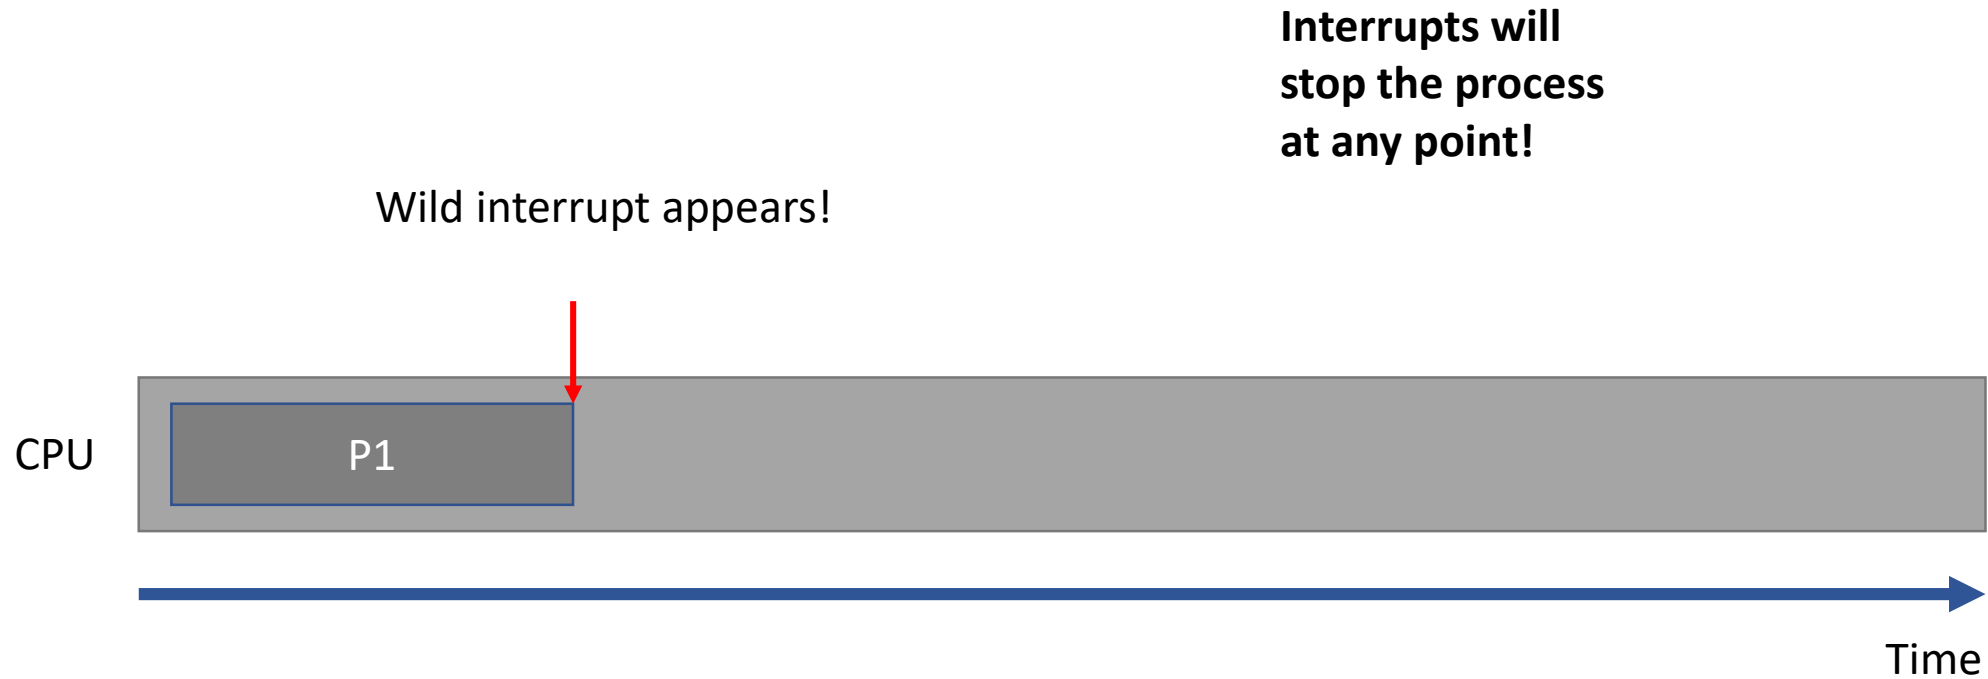 Interrupts will
stop the process
at any point!
Wild interrupt appears!
CPU
P1
Time